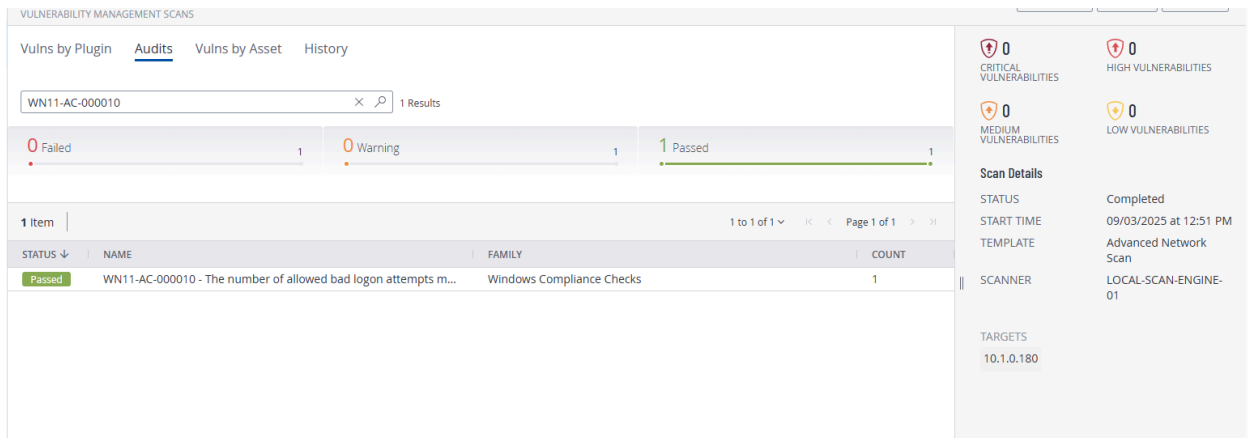 VULNERABILITY MANAGEMENT SCANS
Vulns by Plugin Audits Vulns by Asset History
WN11-AC-000010 1 Results
0 Failed 1 0 Warning 1 1 Passed 1
1 Item 1 to 1 of 1 Page 1 of 1
STATUS NAME FAMILY COUNT
Passed WN11-AC-000010 - The number of allowed bad logon attempts m... Windows Compliance Checks 1
0 0
CRITICAL VULNERABILITIES HIGH VULNERABILITIES
0 0
MEDIUM VULNERABILITIES LOW VULNERABILITIES
Scan Details
STATUS Completed
START TIME 09/03/2025 at 12:51 PM
TEMPLATE Advanced Network
Scan
SCANNER LOCAL-SCAN-ENGINE-
01
TARGETS
10.1.0.180